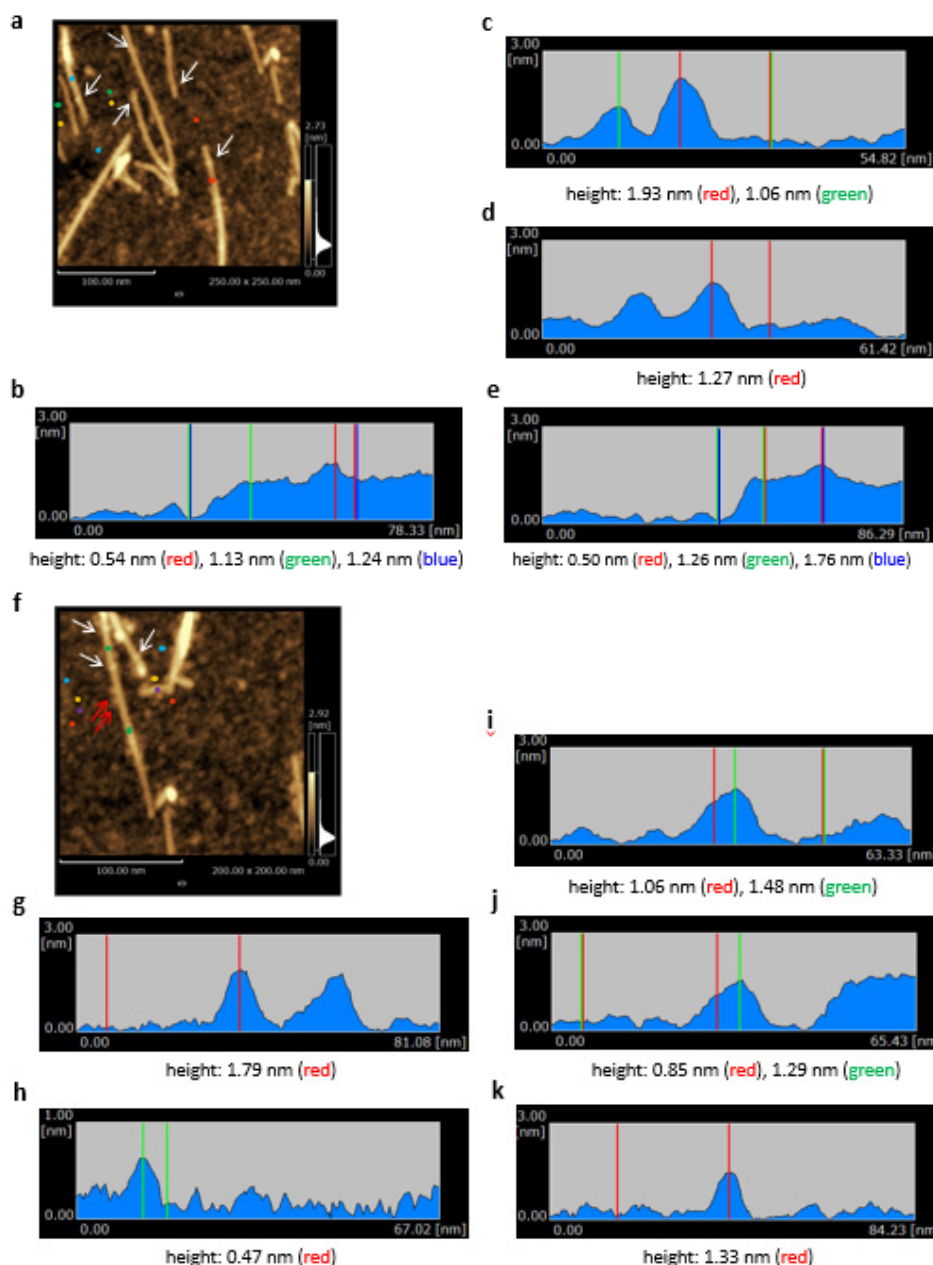 a
2.73
[nm]
0.00
100.00 nm
250.00 x 250.00 nm
b
3.00
[nm]
0.00
0.00
78.33 [nm]
height: 0.54 nm (red), 1.13 nm (green), 1.24 nm (blue)
c
3.00
[nm]
0.00
0.00
54.82 [nm]
height: 1.93 nm (red), 1.06 nm (green)
d
3.00
[nm]
0.00
0.00
61.42 [nm]
height: 1.27 nm (red)
e
3.00
[nm]
0.00
0.00
86.29 [nm]
height: 0.50 nm (red), 1.26 nm (green), 1.76 nm (blue)
f
2.92
[nm]
0.00
100.00 nm
200.00 x 200.00 nm
g
3.00
[nm]
0.00
0.00
81.08 [nm]
height: 1.79 nm (red)
h
1.00
[nm]
0.00
0.00
67.02 [nm]
height: 0.47 nm (red)
i
3.00
[nm]
0.00
0.00
63.33 [nm]
height: 1.06 nm (red), 1.48 nm (green)
j
3.00
[nm]
0.00
0.00
65.43 [nm]
height: 0.85 nm (red), 1.29 nm (green)
k
3.00
[nm]
0.00
0.00
84.23 [nm]
height: 1.33 nm (red)